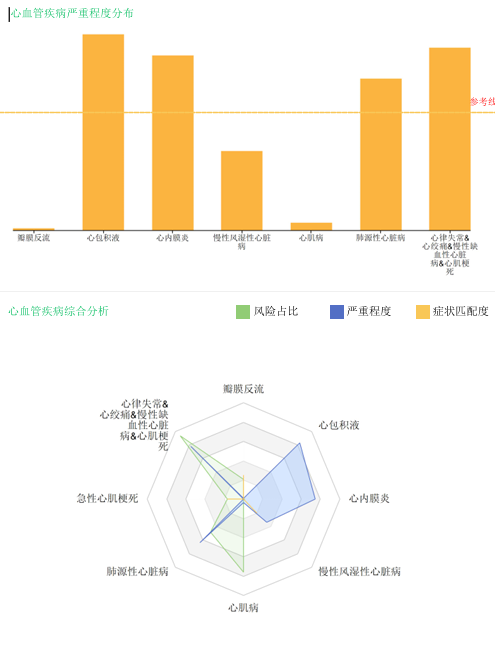 心血管疾病严重程度分布
参考线
瓣膜反流
心包积液
心内膜炎
慢性风湿性心脏
病
心肌病
肺源性心脏病
心律失常&
心绞痛&慢性缺
血性心脏
病&心肌梗
死
心血管疾病综合分析
风险占比
严重程度
症状匹配度
瓣膜反流
心律失常&
心绞痛&慢性缺
血性心脏
病&心肌梗
死
心包积液
急性心肌梗死
心内膜炎
肺源性心脏病
慢性风湿性心脏病
心肌病